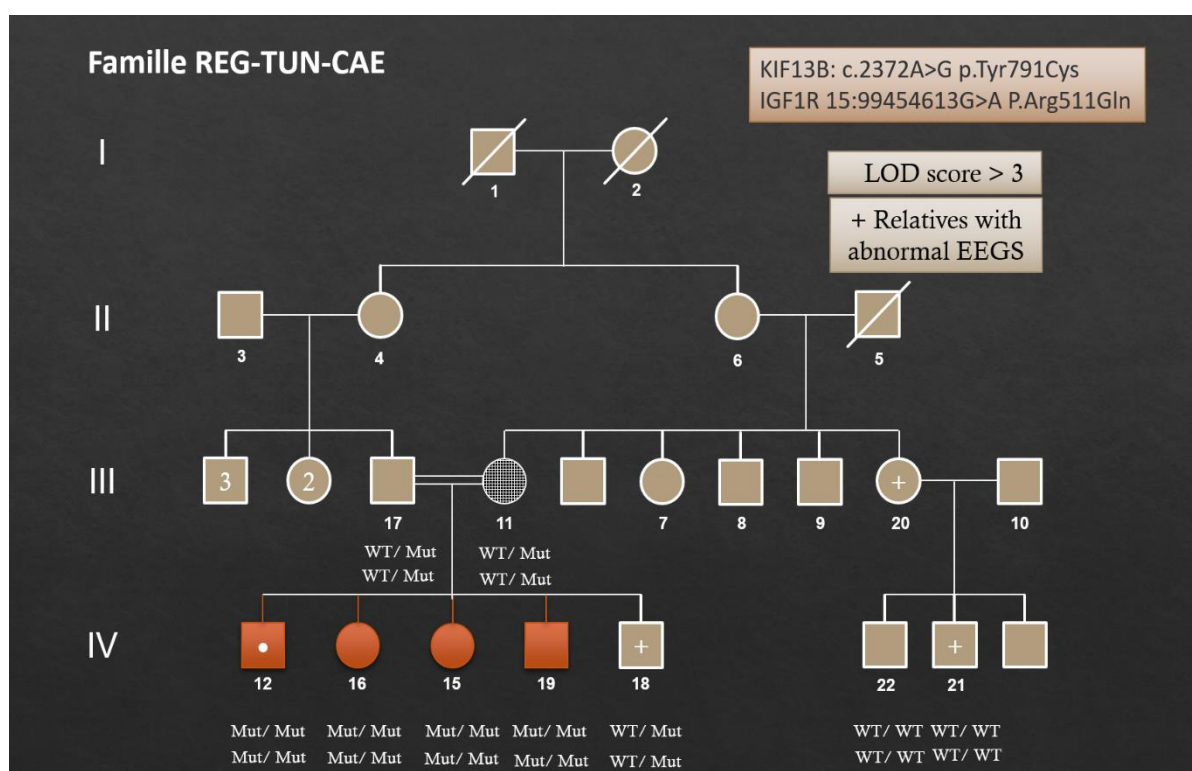 Famille REG-TUN-CAE
KIF13B: c.2372A>G p.Tyr791Cys
IGF1R 15:99454613G>A P.Arg511Gln
LOD score > 3
+ Relatives with
abnormal EEGS
I
1 2
II
3 4 6 5
III
3 2 +
17 11 7 8 9 20 10
WT/ Mut WT/ Mut
WT/ Mut WT/ Mut
IV
+ +
12 16 15 19 18 22 21
Mut/ Mut Mut/ Mut Mut/ Mut Mut/ Mut WT/ Mut WT/ WT WT/ WT
Mut/ Mut Mut/ Mut Mut/ Mut Mut/ Mut WT/ Mut WT/ WT WT/ WT